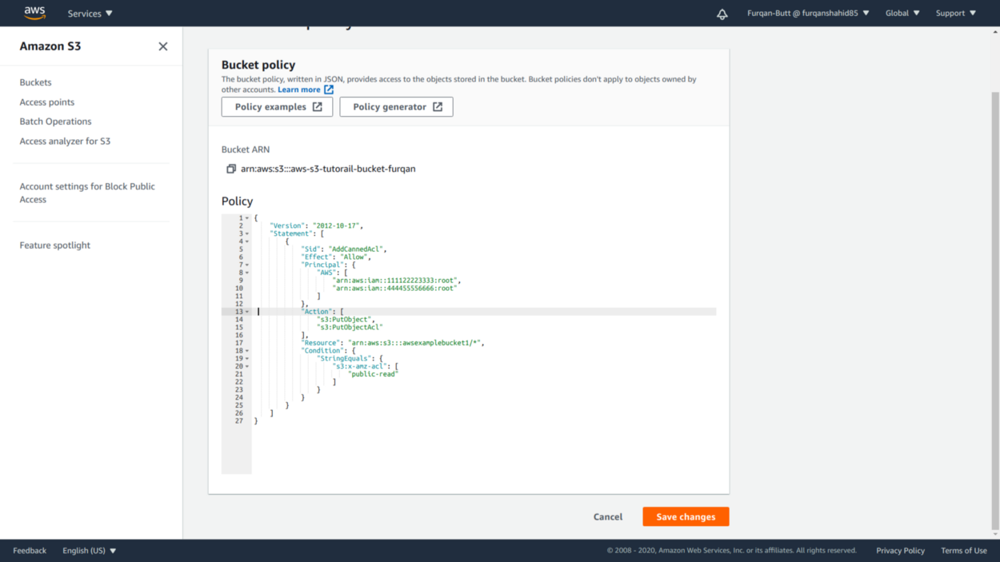 aws
Services
Furqan-Butt @ furqanshahid85
Global
Support
Amazon S3
Buckets
Access points
Batch Operations
Access analyzer for S3
Account settings for Block Public
Access
Feature spotlight
Bucket policy
The bucket policy, written in JSON, provides access to the objects stored in the bucket. Bucket policies don't apply to objects owned by
other accounts. Learn more
Policy examples
Policy generator
Bucket ARN
arn:aws:s3:::aws-s3-tutorail-bucket-furqan
Policy
1 {
2 "Version": "2012-10-17",
3 "Statement": [
4 {
5 "Sid": "AddCannedAcl",
6 "Effect": "Allow",
7 "Principal": {
8 "AWS": [
9 "arn:aws:iam::111122223333:root",
10 "arn:aws:iam::444455556666:root"
11 ]
12 },
13 "Action": [
14 "s3:PutObject",
15 "s3:PutObjectAcl"
16 ],
17 "Resource": "arn:aws:s3:::awsexamplebucket1/*",
18 "Condition": {
19 "StringEquals": {
20 "s3:x-amz-acl": [
21 "public-read"
22 ]
23 }
24 }
25 }
26 ]
27 }
Cancel
Save changes
Feedback
English (US)
© 2008 - 2020, Amazon Web Services, Inc. or its affiliates. All rights reserved.
Privacy Policy
Terms of Use